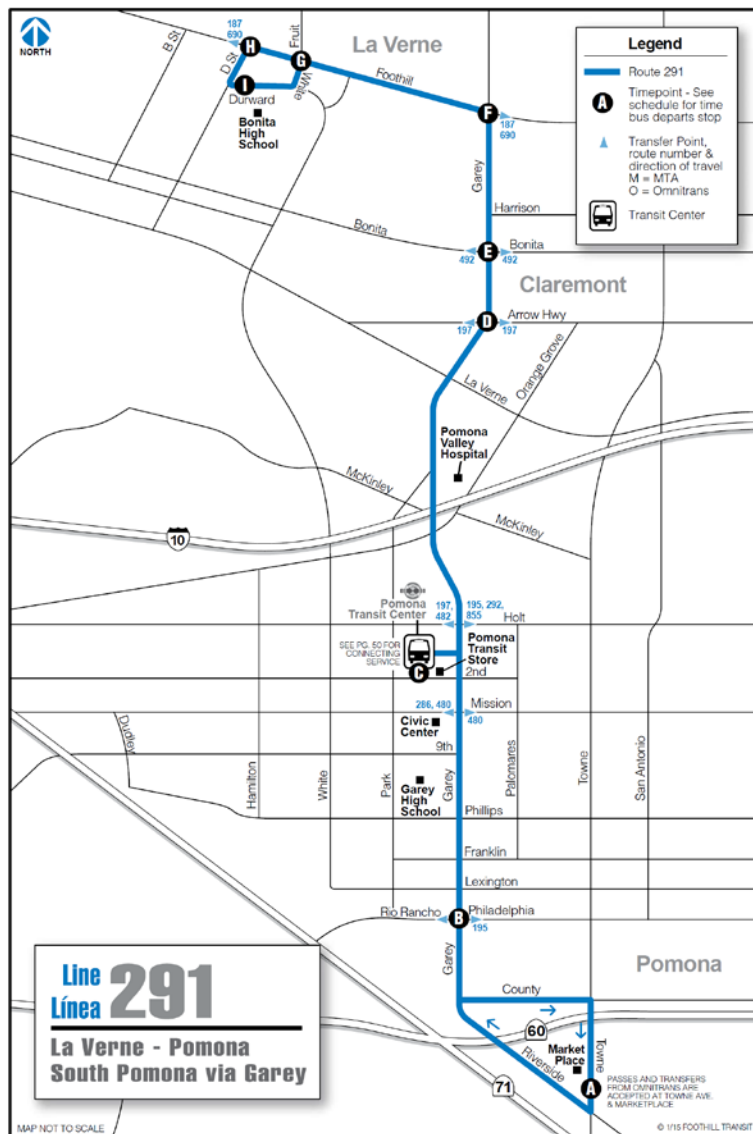 NORTH
187
690
B St
D St
H
Fruit
G
La Verne
I
Durward
White
Foothill
Bonita
High
School
F
187
690
Garey
Harrison
Bonita
E
Bonita
492
492
Claremont
D
Arrow Hwy
197
197
Orange Grove
La Verne
Pomona
Valley
Hospital
McKinley
McKinley
10
Pomona
Transit Center
197,
482
195, 292,
855
Holt
SEE PG. 50 FOR
CONNECTING
SERVICE
C
Pomona
Transit
Store
2nd
286, 480
Mission
480
Civic
Center
9th
Dudley
Hamilton
White
Park
Garey
Palomares
Towne
San Antonio
Garey
High
School
Phillips
Franklin
Lexington
Rio Rancho
B
Philadelphia
195
Garey
Pomona
County
60
Riverside
Market
Place
Towne
A
71
PASSES AND TRANSFERS
FROM OMNITRANS ARE
ACCEPTED AT TOWNE AVE.
& MARKETPLACE
Legend
Route 291
A
Timepoint - See
schedule for time
bus departs stop
Transfer Point,
route number &
direction of travel
M = MTA
O = Omnitrans
Transit Center
Line
Línea
291
La Verne - Pomona
South Pomona via Garey
MAP NOT TO SCALE
© 1/15 FOOTHILL TRANSIT